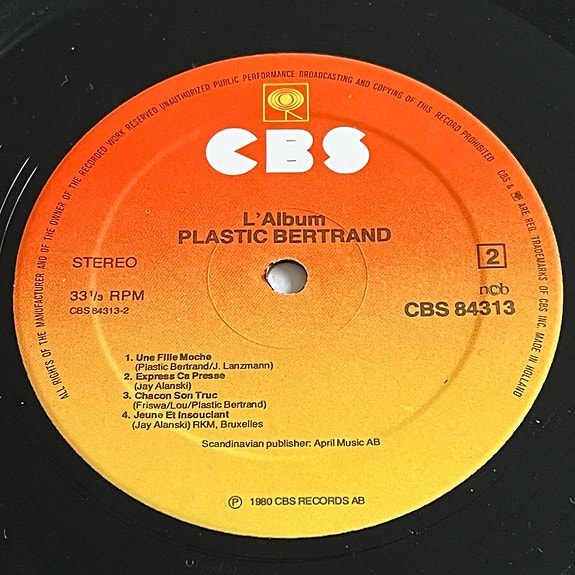 ALL RIGHTS OF THE MANUFACTURER AND OF THE OWNER OF THE RECORDED WORK RESERVED UNAUTHORIZED PUBLIC PERFORMANCE BROADCASTING AND COPYING OF THIS RECORD PROHIBITED
CBS & ARE REG. TRADEMARKS OF CBS INC. MADE IN HOLLAND
CBS
L'Album
PLASTIC BERTRAND
STEREO
2
33 1/3 RPM
ncb
CBS 84313-2
CBS 84313
1. Une Fille Moche
(Plastic Bertrand/J. Lanzmann)
2. Express Ca Presse
(Jay Alanski)
3. Chacon Son Truc
(Friswa/Lou/Plastic Bertrand)
4. Jeune Et Insouciant
(Jay Alanski) RKM, Bruxelles
Scandinavian publisher: April Music AB
℗ 1980 CBS RECORDS AB